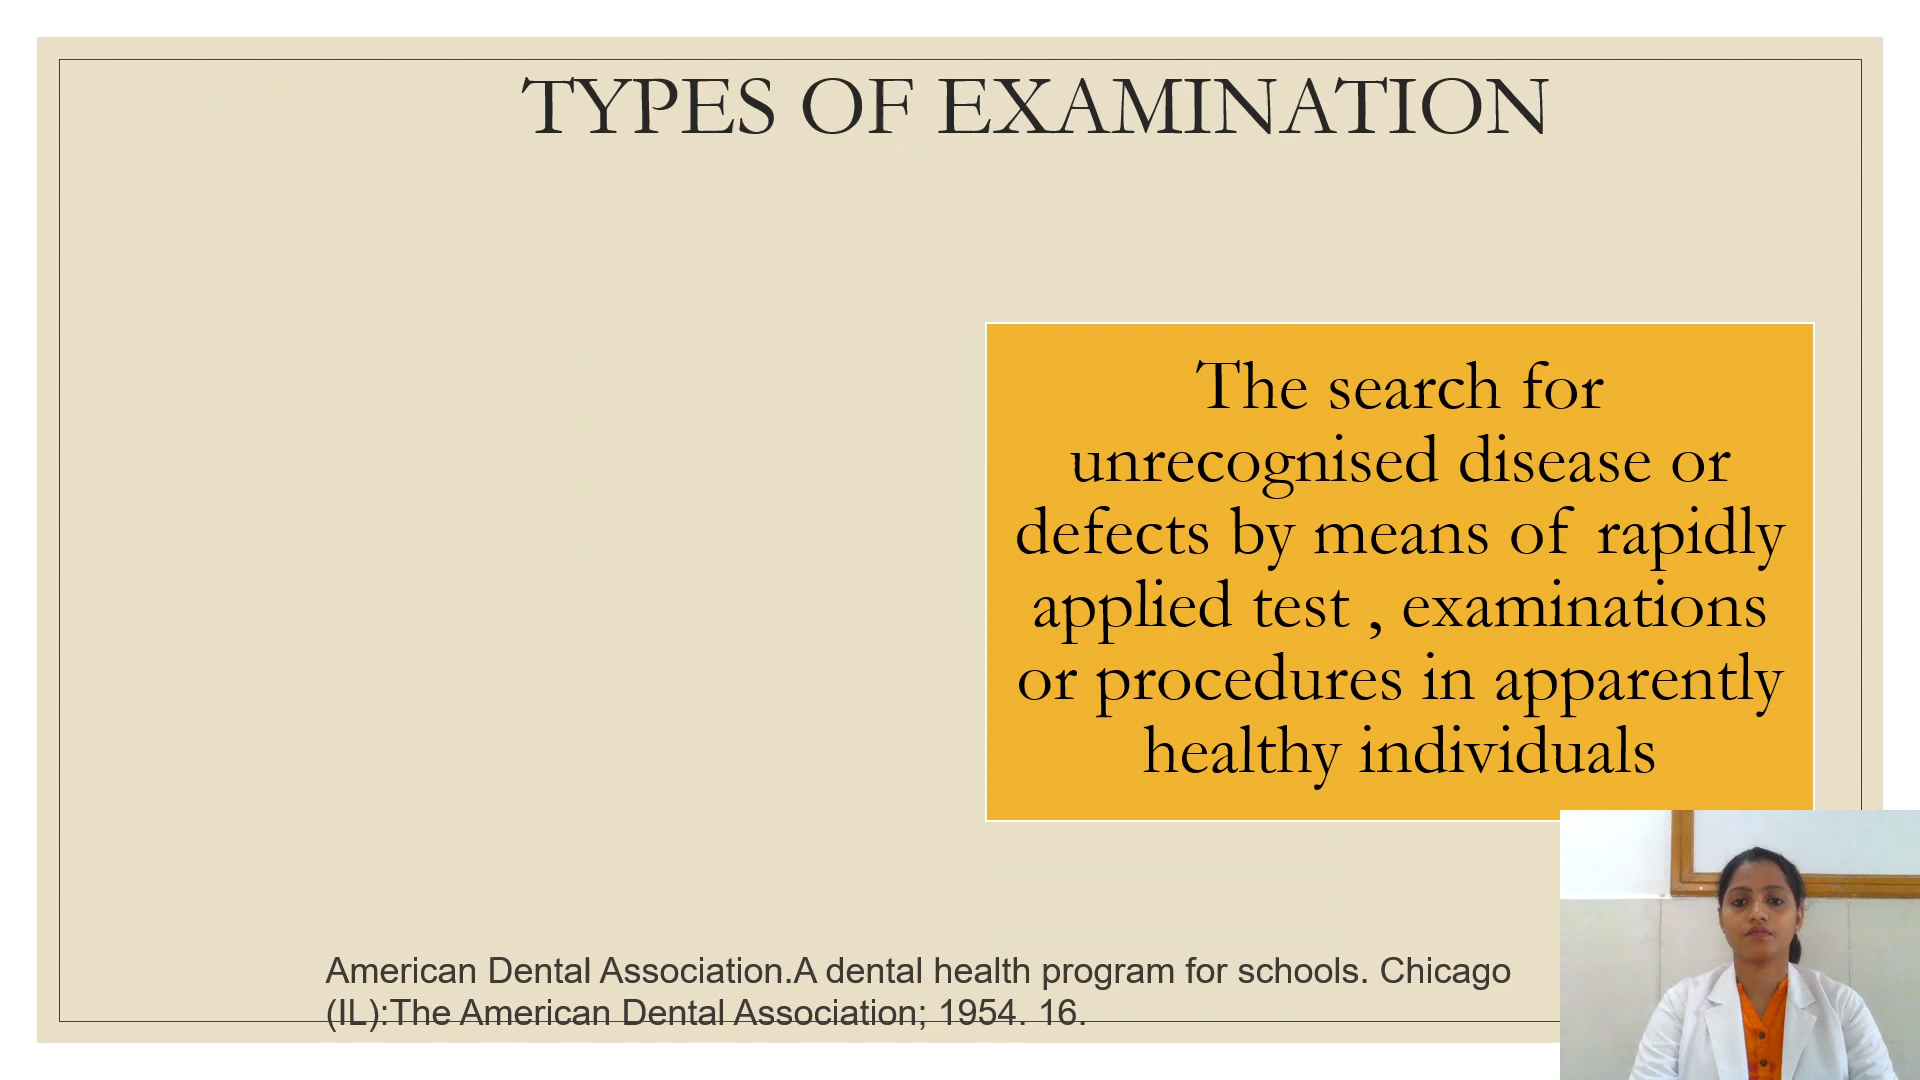 TYPES OF EXAMINATION
The search for
unrecognised disease or
defects by means of rapidly
applied test , examinations
or procedures in apparently
healthy individuals
American Dental Association.A dental health program for schools. Chicago
(IL):The American Dental Association; 1954. 16.